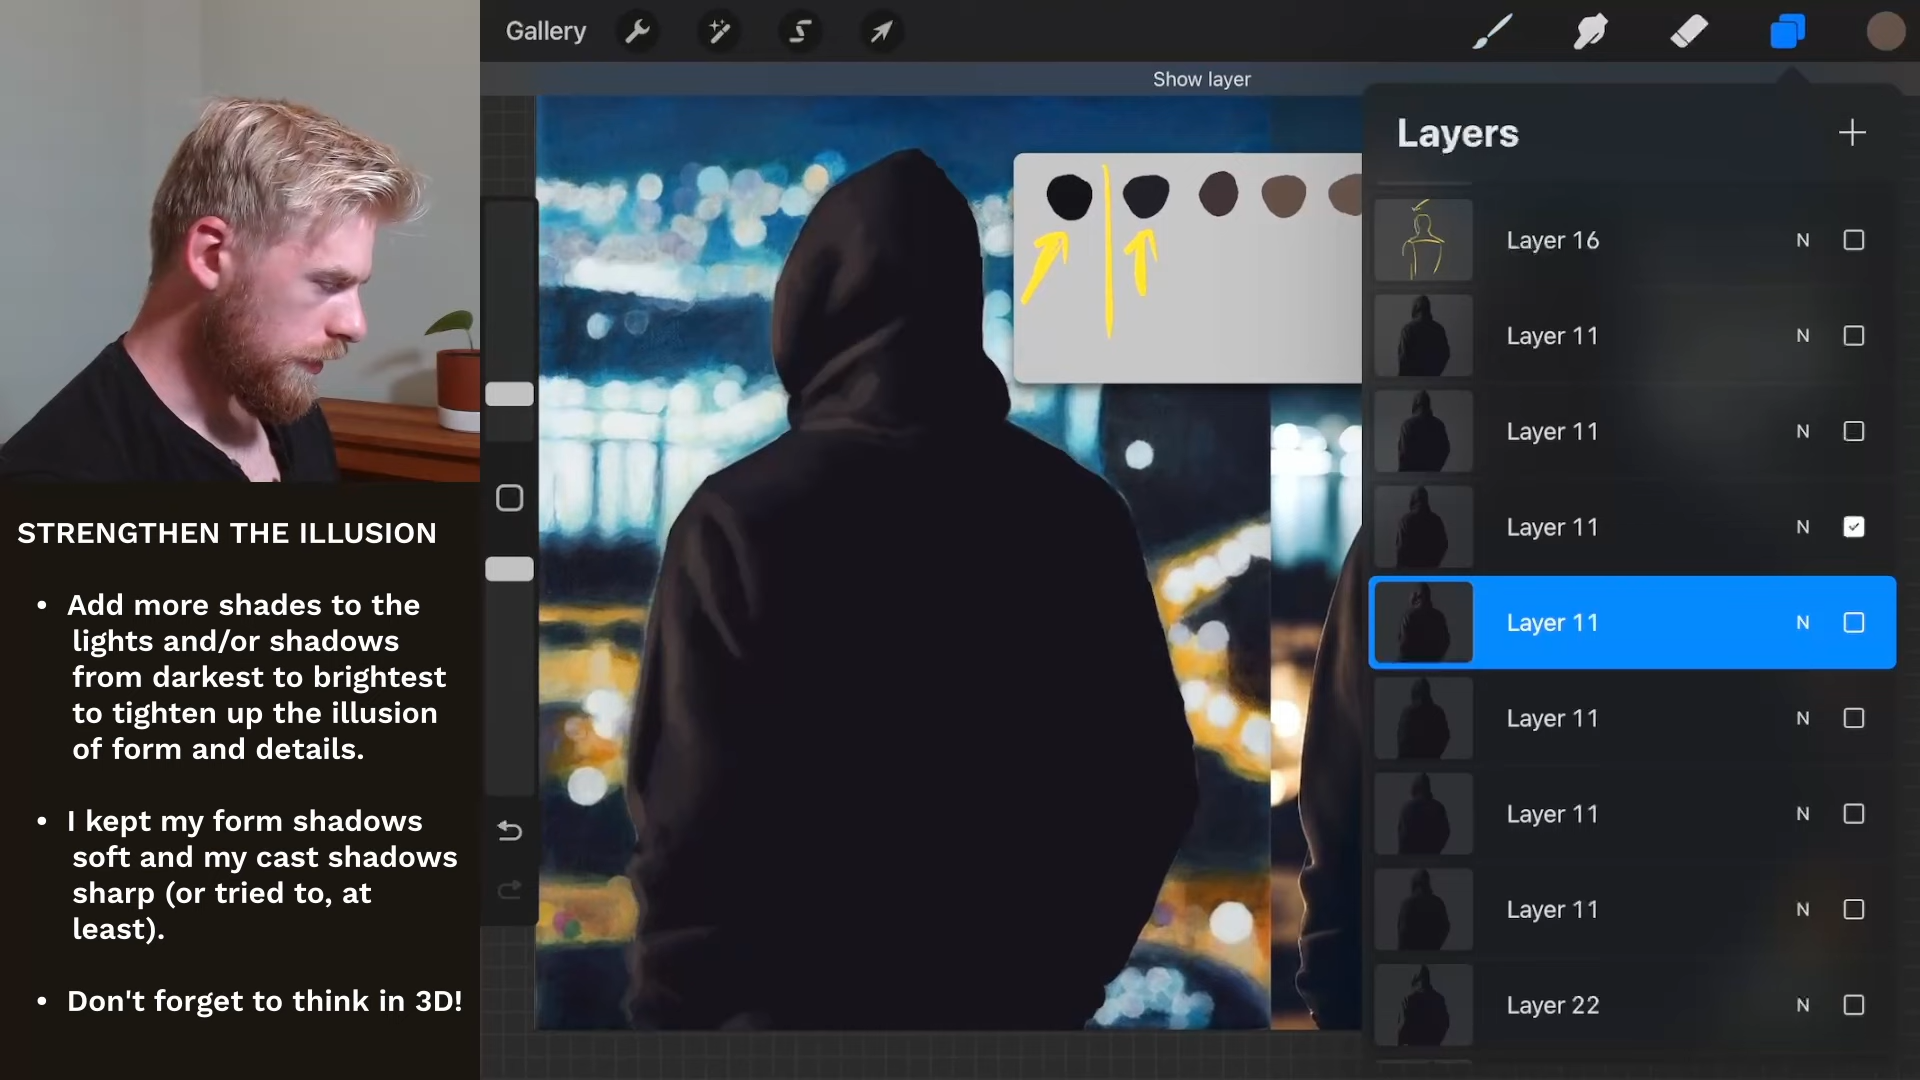 Gallery
Show layer
Layers
Layer 16 N
Layer 11 N
Layer 11 N
Layer 11 N
Layer 11 N
Layer 11 N
Layer 11 N
Layer 11 N
Layer 22 N
STRENGTHEN THE ILLUSION
• Add more shades to the
lights and/or shadows
from darkest to brightest
to tighten up the illusion
of form and details.
• I kept my form shadows
soft and my cast shadows
sharp (or tried to, at
least).
• Don't forget to think in 3D!